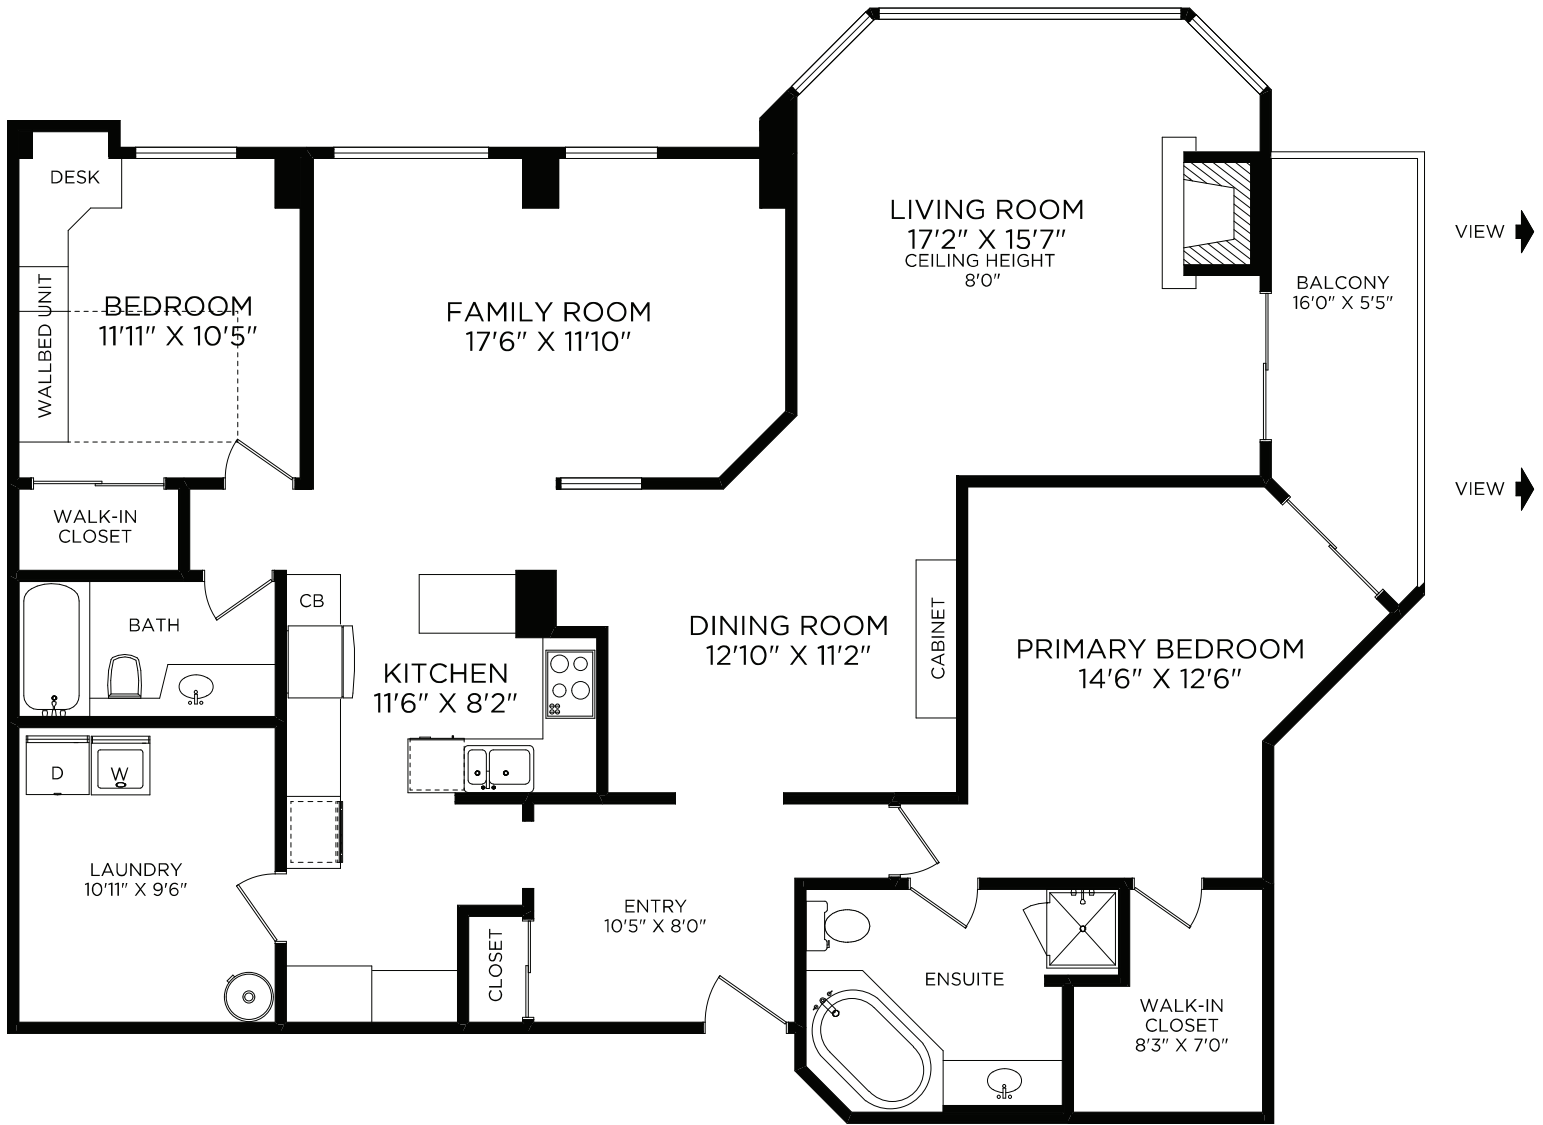 DESK
WALLBED UNIT
BEDROOM
11'11" X 10'5"
FAMILY ROOM
17'6" X 11'10"
LIVING ROOM
17'2" X 15'7"
CEILING HEIGHT
8'0"
BALCONY
16'0" X 5'5"
VIEW
VIEW
WALK-IN
CLOSET
BATH
CB
KITCHEN
11'6" X 8'2"
DINING ROOM
12'10" X 11'2"
CABINET
PRIMARY BEDROOM
14'6" X 12'6"
D
W
LAUNDRY
10'11" X 9'6"
CLOSET
ENTRY
10'5" X 8'0"
ENSUITE
WALK-IN
CLOSET
8'3" X 7'0"